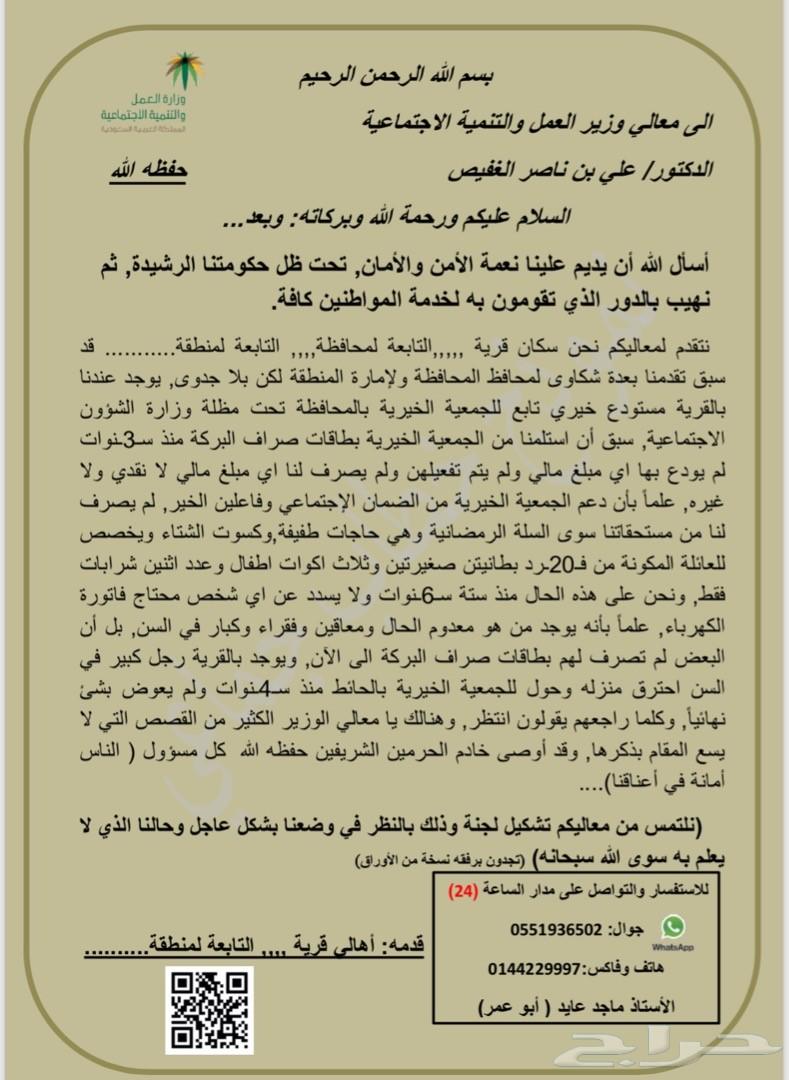 بسم الله الرحمن الرحيم
وزارة العمل
والتنمية الاجتماعية
المملكة العربية السعودية
الى معالي وزير العمل والتنمية الاجتماعية
الدكتور/ علي بن ناصر الغفيص حفظه الله
السلام عليكم ورحمة الله وبركاته: وبعد...
أسأل الله أن يديم علينا نعمة الأمن والأمان, تحت ظل حكومتنا الرشيدة, ثم
نهيب بالدور الذي تقومون به لخدمة المواطنين كافة.
نتقدم لمعاليكم نحن سكان قرية ,,,,,التابعة لمحافظة,,,, التابعة لمنطقة........... قد
سبق تقدمنا بعدة شكاوى لمحافظ المحافظة ولإمارة المنطقة لكن بلا جدوى, يوجد عندنا
بالقرية مستودع خيري تابع للجمعية الخيرية بالمحافظة تحت مظلة وزارة الشؤون
الاجتماعية, سبق أن استلمنا من الجمعية الخيرية بطاقات صراف البركة منذ سـ3ـنوات
لم يودع بها اي مبلغ مالي ولم يتم تفعيلهن ولم يصرف لنا اي مبلغ مالي لا نقدي ولا
غيره, علماً بأن دعم الجمعية الخيرية من الضمان الإجتماعي وفاعلين الخير, لم يصرف
لنا من مستحقاتنا سوى السلة الرمضانية وهي حاجات طفيفة,وكسوت الشتاء ويخصص
للعائلة المكونة من فـ20ـرد بطانيتن صغيرتين وثلاث اكوات اطفال وعدد اثنين شرابات
فقط, ونحن على هذه الحال منذ ستة سـ6ـنوات ولا يسدد عن اي شخص محتاج فاتورة
الكهرباء, علماً بأنه يوجد من هو معدوم الحال ومعاقين وفقراء وكبار في السن, بل أن
البعض لم تصرف لهم بطاقات صراف البركة الى الآن, ويوجد بالقرية رجل كبير في
السن احترق منزله وحول للجمعية الخيرية بالحائط منذ سـ4ـنوات ولم يعوض بشئ
نهائياً, وكلما راجعهم يقولون انتظر, وهنالك يا معالي الوزير الكثير من القصص التي لا
يسع المقام بذكرها, وقد أوصى خادم الحرمين الشريفين حفظه الله كل مسؤول ( الناس
أمانة في أعناقنا)....
(نلتمس من معاليكم تشكيل لجنة وذلك بالنظر في وضعنا بشكل عاجل وحالنا الذي لا
يعلم به سوى الله سبحانه) (تجدون برفقه نسخة من الأوراق)
للاستفسار والتواصل على مدار الساعة (24)
جوال: 0551936502
WhatsApp
هاتف وفاكس:0144229997
الأستاذ ماجد عايد ( أبو عمر)
قدمه: أهالي قرية ,,,, التابعة لمنطقة..........
حراج